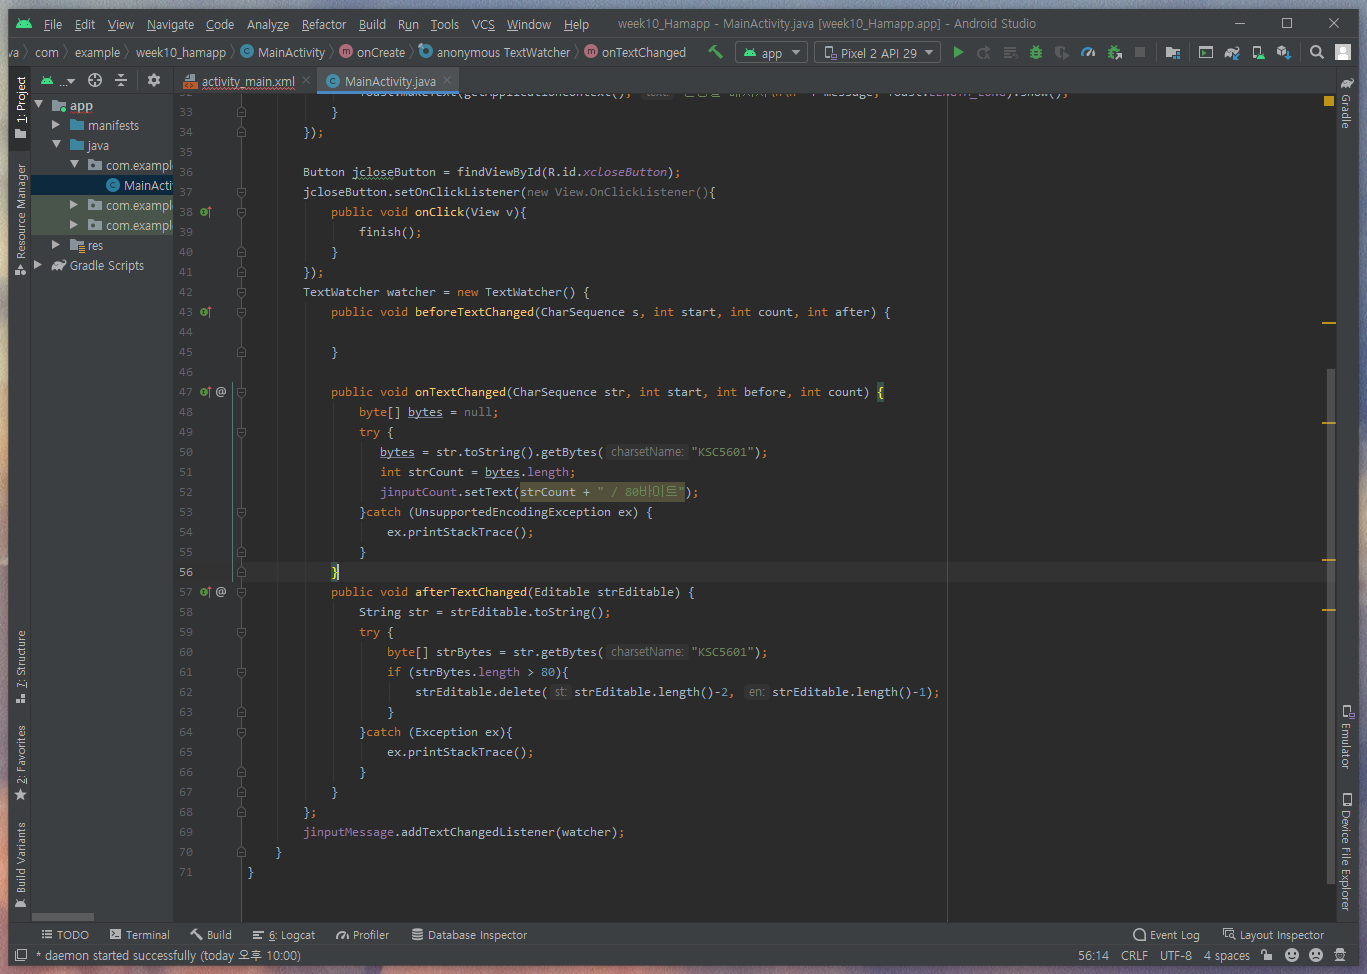 File Edit View Navigate Code Analyze Refactor Build Run Tools VCS Window Help week10_Hamapp - MainActivity.java [week10_Hamapp.app] - Android Studio
va com example week10_hamapp MainActivity onCreate anonymous TextWatcher onTextChanged app Pixel 2 API 29
... activity_main.xml MainActivity.java
1: Project
Resource Manager
7: Structure
2: Favorites
Build Variants
app
manifests
java
com.exampl
MainActi
com.exampl
com.exampl
res
Gradle Scripts
33 }
34 });
35
36 Button jcloseButton = findViewById(R.id.xcloseButton);
37 jcloseButton.setOnClickListener(new View.OnClickListener(){
38 public void onClick(View v){
39 finish();
40 }
41 });
42 TextWatcher watcher = new TextWatcher() {
43 public void beforeTextChanged(CharSequence s, int start, int count, int after) {
44
45 }
46
47 @ public void onTextChanged(CharSequence str, int start, int before, int count) {
48 byte[] bytes = null;
49 try {
50 bytes = str.toString().getBytes( charsetName: "KSC5601");
51 int strCount = bytes.length;
52 jinputCount.setText(strCount + " / 80바이트");
53 }catch (UnsupportedEncodingException ex) {
54 ex.printStackTrace();
55 }
56 }
57 @ public void afterTextChanged(Editable strEditable) {
58 String str = strEditable.toString();
59 try {
60 byte[] strBytes = str.getBytes( charsetName: "KSC5601");
61 if (strBytes.length > 80){
62 strEditable.delete( st: strEditable.length()-2, en: strEditable.length()-1);
63 }
64 }catch (Exception ex){
65 ex.printStackTrace();
66 }
67 }
68 };
69 jinputMessage.addTextChangedListener(watcher);
70 }
71 }
Gradle
Emulator
Device File Explorer
TODO Terminal Build 6: Logcat Profiler Database Inspector Event Log Layout Inspector
* daemon started successfully (today 오후 10:00) 56:14 CRLF UTF-8 4 spaces